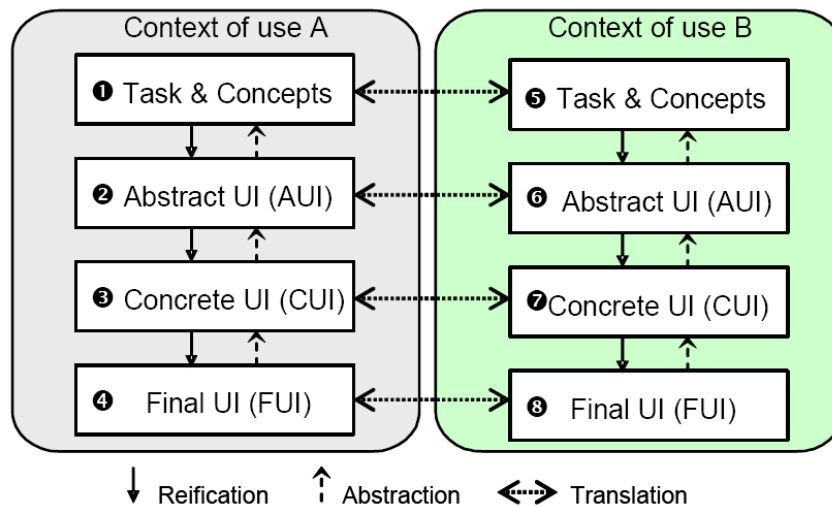 Context of use A
Context of use B
❶ Task & Concepts
❺ Task & Concepts
❷ Abstract UI (AUI)
❻ Abstract UI (AUI)
❸ Concrete UI (CUI)
❼Concrete UI (CUI)
❹ Final UI (FUI)
❽ Final UI (FUI)
Reification
Abstraction
Translation